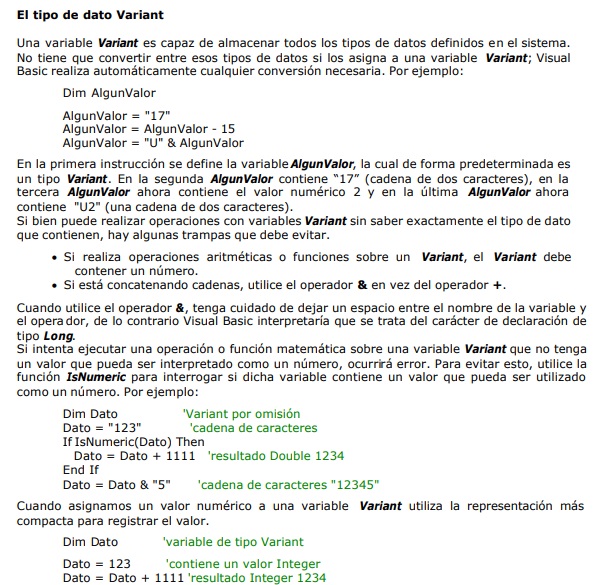 El tipo de dato Variant
Una variable Variant es capaz de almacenar todos los tipos de datos definidos en el sistema.
No tiene que convertir entre esos tipos de datos si los asigna a una variable Variant; Visual
Basic realiza automáticamente cualquier conversión necesaria. Por ejemplo:
Dim AlgunValor
AlgunValor = "17"
AlgunValor = AlgunValor - 15
AlgunValor = "U" & AlgunValor
En la primera instrucción se define la variable AlgunValor, la cual de forma predeterminada es
un tipo Variant. En la segunda AlgunValor contiene “17” (cadena de dos caracteres), en la
tercera AlgunValor ahora contiene el valor numérico 2 y en la última AlgunValor ahora
contiene "U2" (una cadena de dos caracteres).
Si bien puede realizar operaciones con variables Variant sin saber exactamente el tipo de dato
que contienen, hay algunas trampas que debe evitar.
• Si realiza operaciones aritméticas o funciones sobre un Variant, el Variant debe
contener un número.
• Si está concatenando cadenas, utilice el operador & en vez del operador +.
Cuando utilice el operador &, tenga cuidado de dejar un espacio entre el nombre de la variable y
el operador, de lo contrario Visual Basic interpretaría que se trata del carácter de declaración de
tipo Long.
Si intenta ejecutar una operación o función matemática sobre una variable Variant que no tenga
un valor que pueda ser interpretado como un número, ocurrirá error. Para evitar esto, utilice la
función IsNumeric para interrogar si dicha variable contiene un valor que pueda ser utilizado
como un número. Por ejemplo:
Dim Dato 'Variant por omisión
Dato = "123" 'cadena de caracteres
If IsNumeric(Dato) Then
Dato = Dato + 1111 'resultado Double 1234
End If
Dato = Dato & "5" 'cadena de caracteres "12345"
Cuando asignamos un valor numérico a una variable Variant utiliza la representación más
compacta para registrar el valor.
Dim Dato 'variable de tipo Variant
Dato = 123 'contiene un valor Integer
Dato = Dato + 1111 'resultado Integer 1234